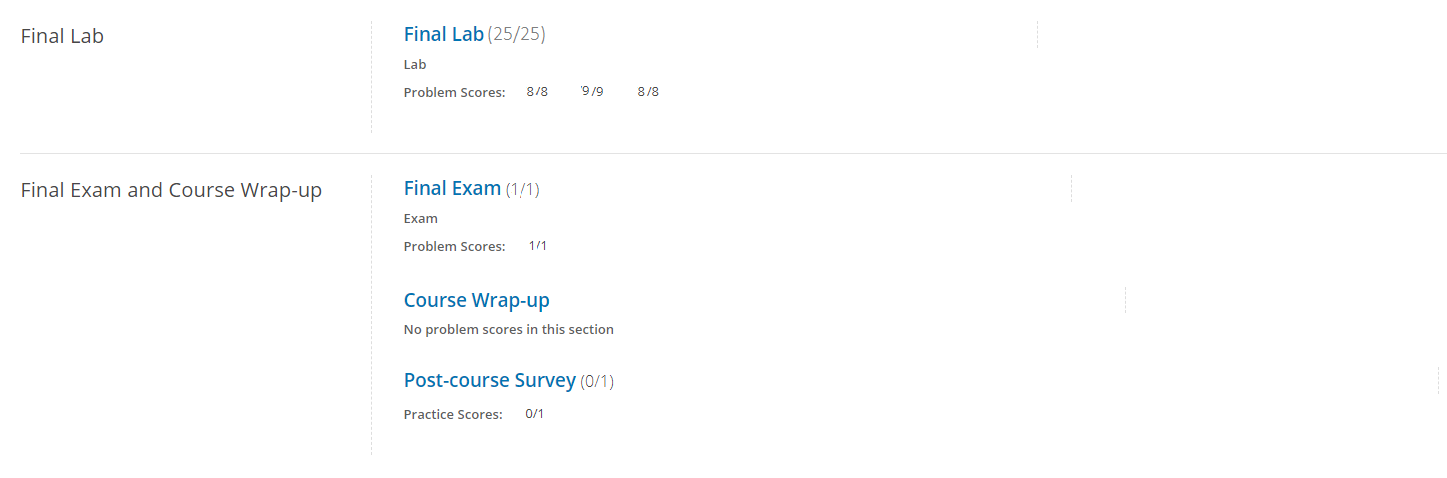 Final Lab
Final Lab (25/25)
Lab
Problem Scores: 8/8 9/9 8/8
Final Exam and Course Wrap-up
Final Exam (1/1)
Exam
Problem Scores: 1/1
Course Wrap-up
No problem scores in this section
Post-course Survey (0/1)
Practice Scores: 0/1